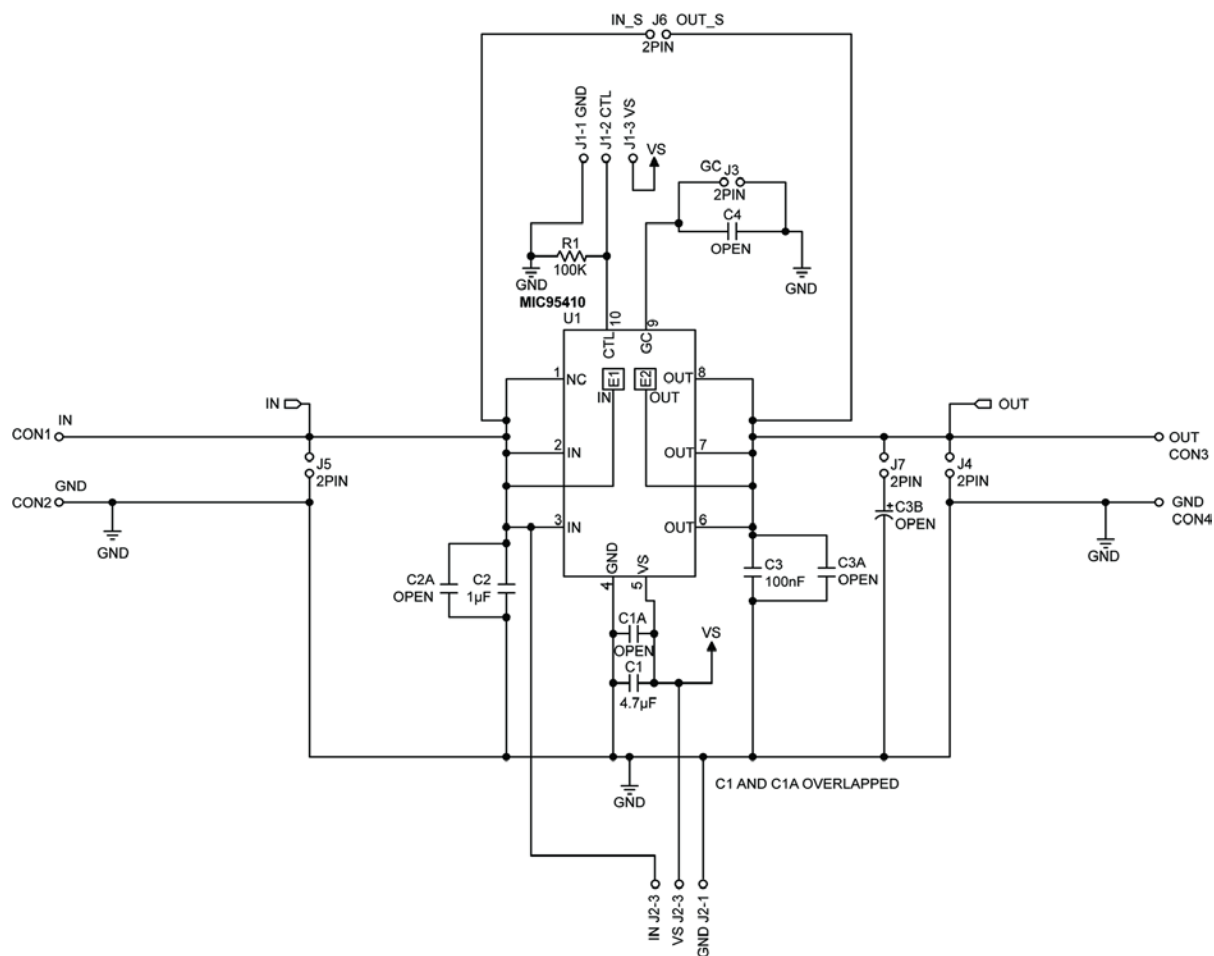 IN_S J6 OUT_S
2PIN
J1-1 GND
J1-2 CTL
J1-3 VS
VS
GC J3
2PIN
C4
OPEN
R1
100K
GND
GND
MIC95410
U1
10
9
CTL
GC
1
NC
E1
IN
E2
OUT
OUT
8
IN
OUT
CON1
IN
2
IN
OUT
7
OUT
CON3
J5
2PIN
J7
2PIN
J4
2PIN
CON2
GND
GND
GND
CON4
GND
GND
+
C3B
OPEN
3
IN
OUT
6
GND
VS
4
5
C2A
OPEN
C2
1µF
C3
100nF
C3A
OPEN
C1A
OPEN
C1
4.7µF
VS
GND
C1 AND C1A OVERLAPPED
IN J2-3
VS J2-3
GND J2-1